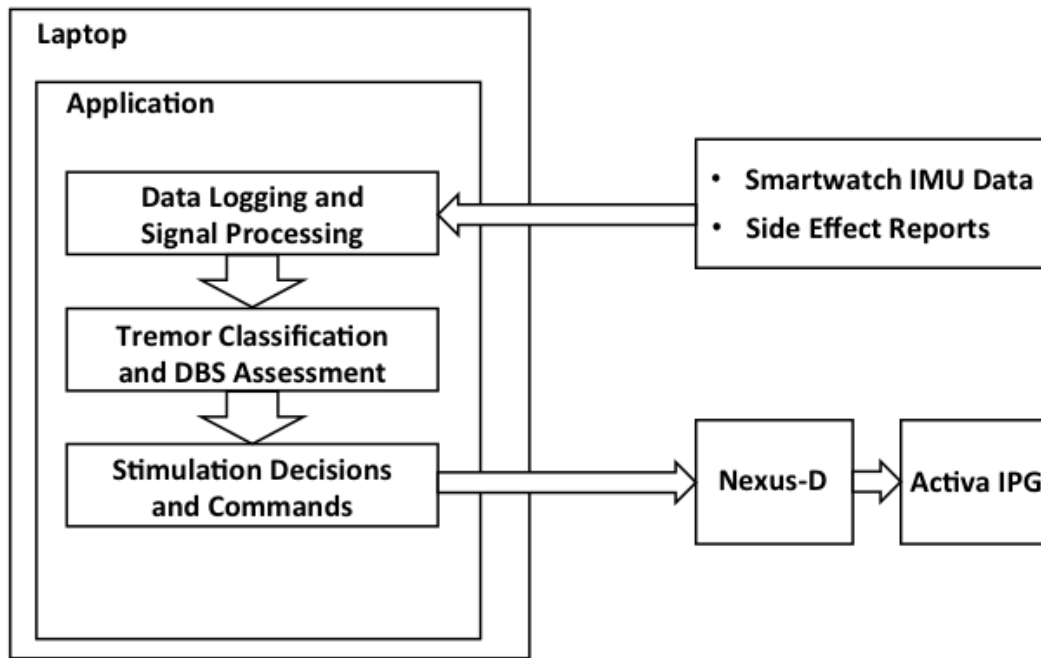 Laptop
Application
Data Logging and
Signal Processing
• Smartwatch IMU Data
• Side Effect Reports
Tremor Classification
and DBS Assessment
Stimulation Decisions
and Commands
Nexus-D
Activa IPG